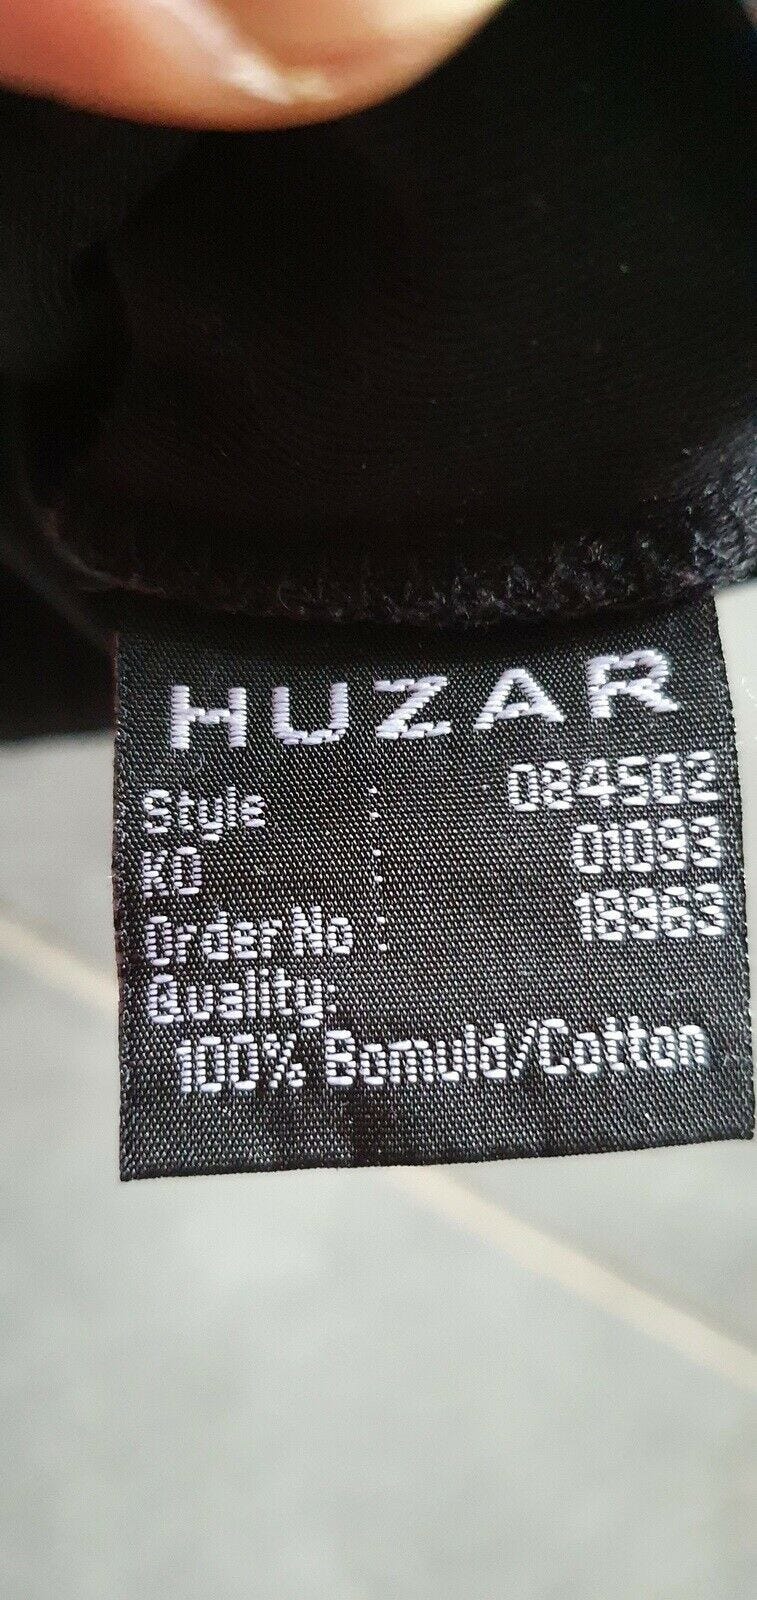 HUZAR
Style : 084502
KO : 01093
Order No : 18963
Quality:
100% Bomuld/Cotton